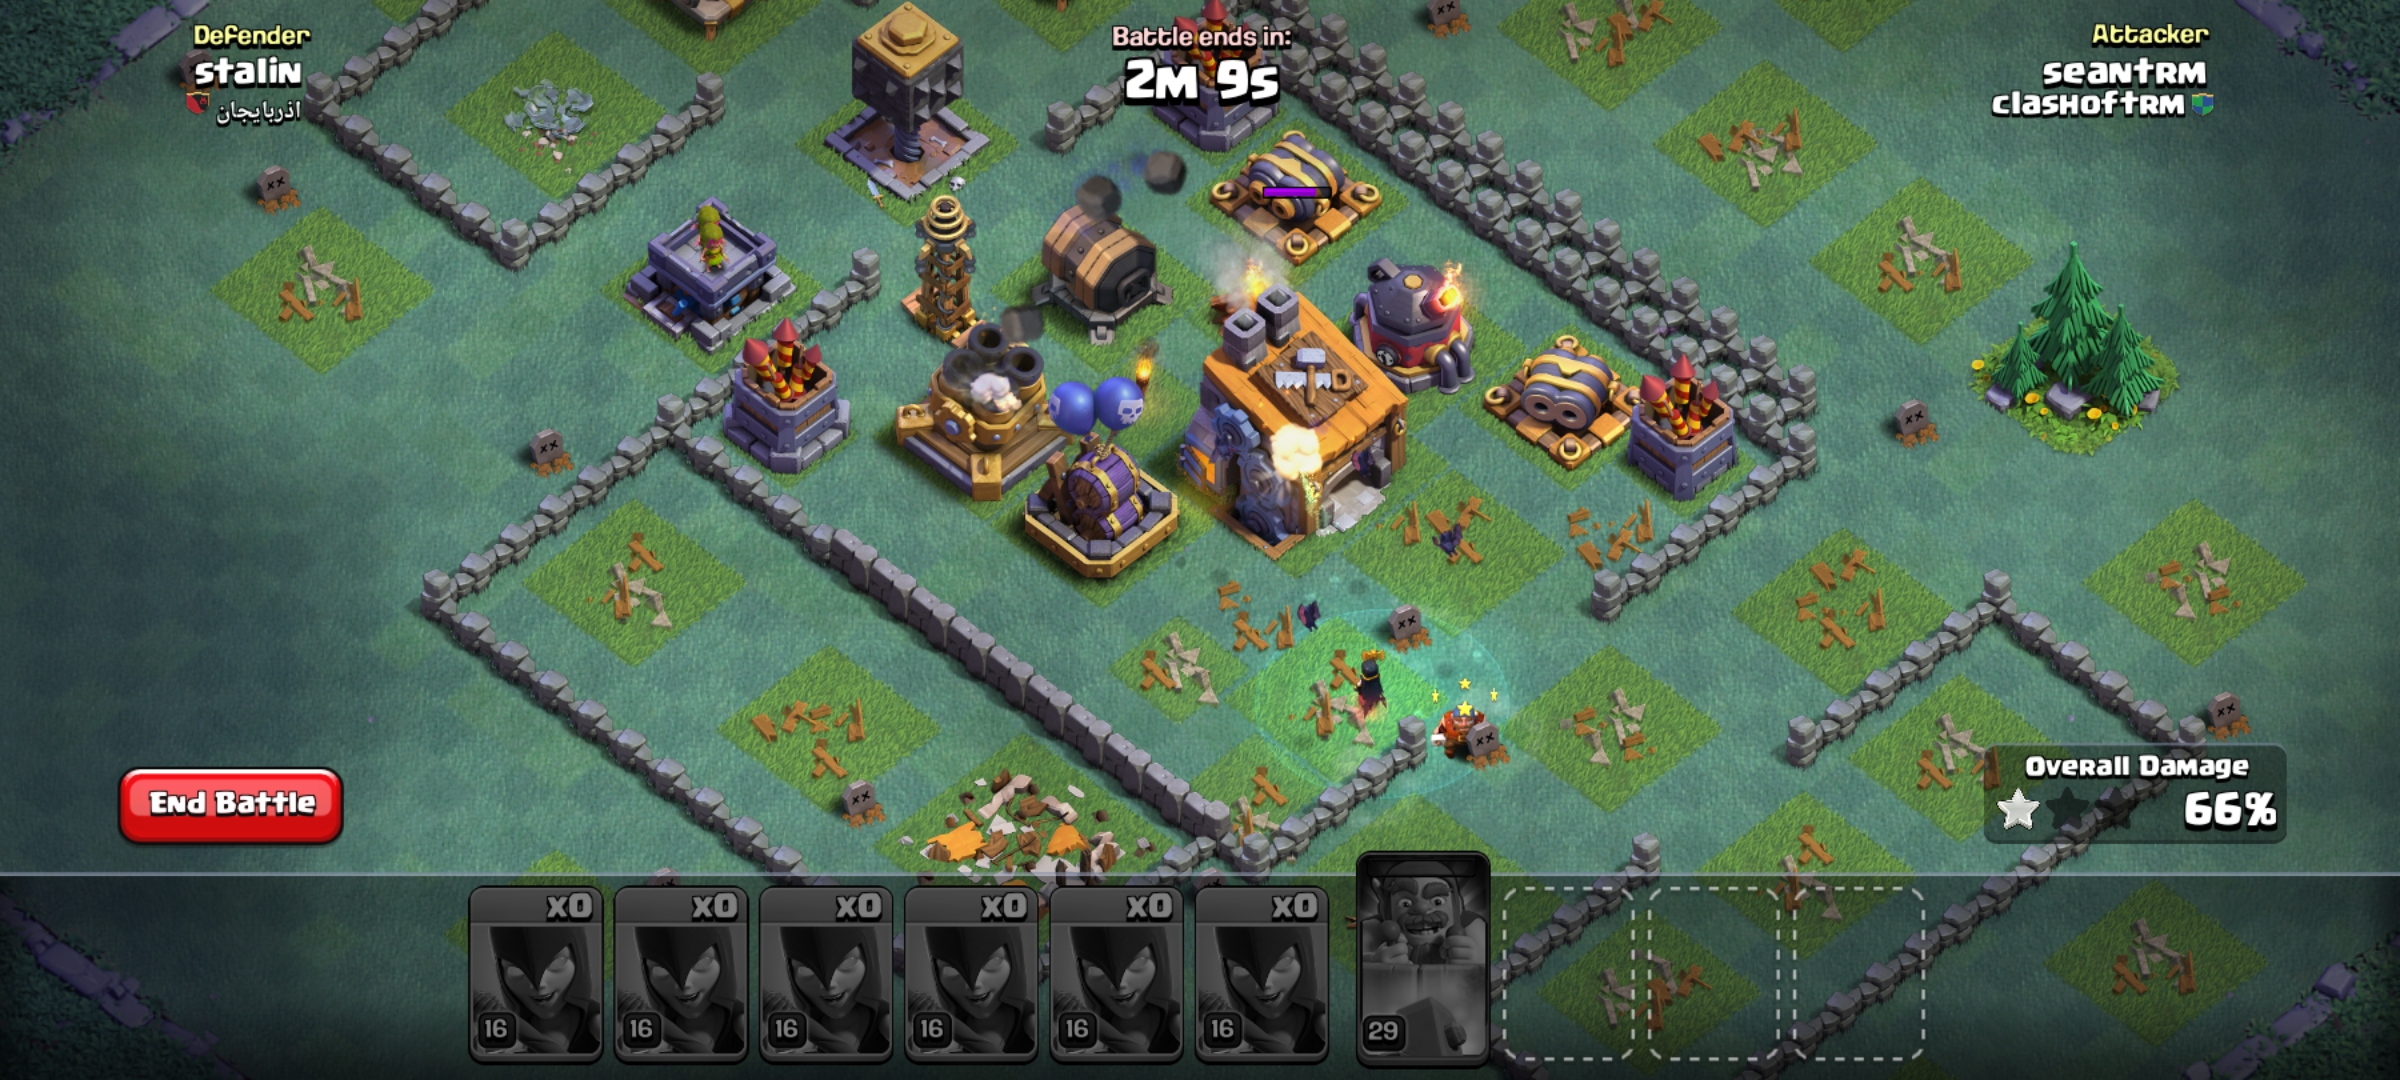 Defender
stalin
اذربايجان
Battle ends in:
2M 9s
Attacker
seantRM
clashoftRM
End Battle
Overall Damage
66%
x0 x0 x0 x0 x0 x0
16 16 16 16 16 16 29